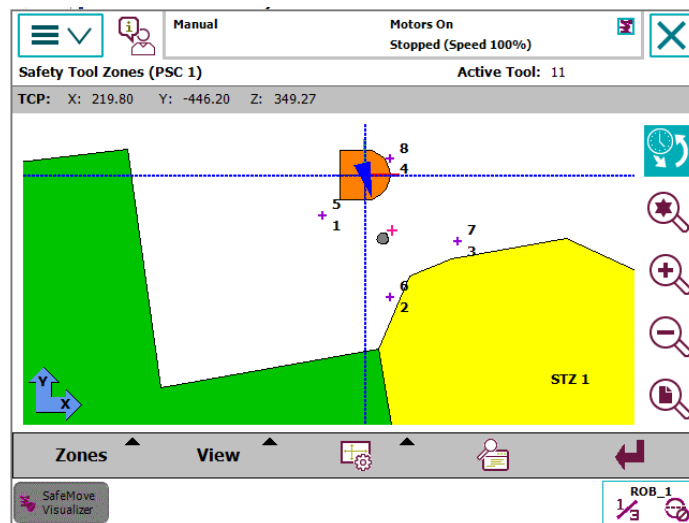 Manual
Motors On
Stopped (Speed 100%)
Safety Tool Zones (PSC 1)
Active Tool: 11
TCP: X: 219.80 Y: -446.20 Z: 349.27
8
4
5
1
7
3
6
2
STZ 1
Y
X
Zones
View
SafeMove
Visualizer
ROB_1
1/3